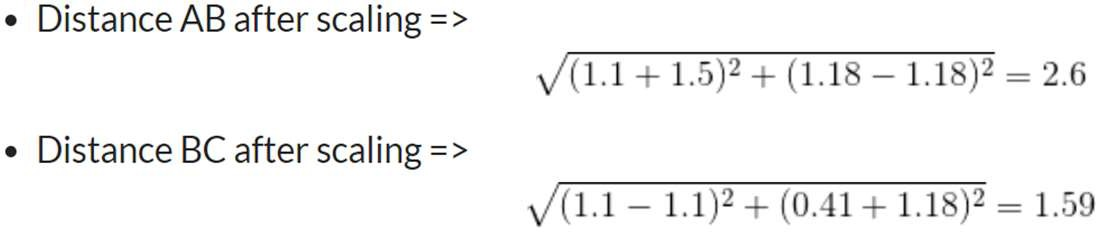 • Distance AB after scaling =>
√(1.1 + 1.5)² + (1.18 − 1.18)² = 2.6
• Distance BC after scaling =>
√(1.1 − 1.1)² + (0.41 + 1.18)² = 1.59